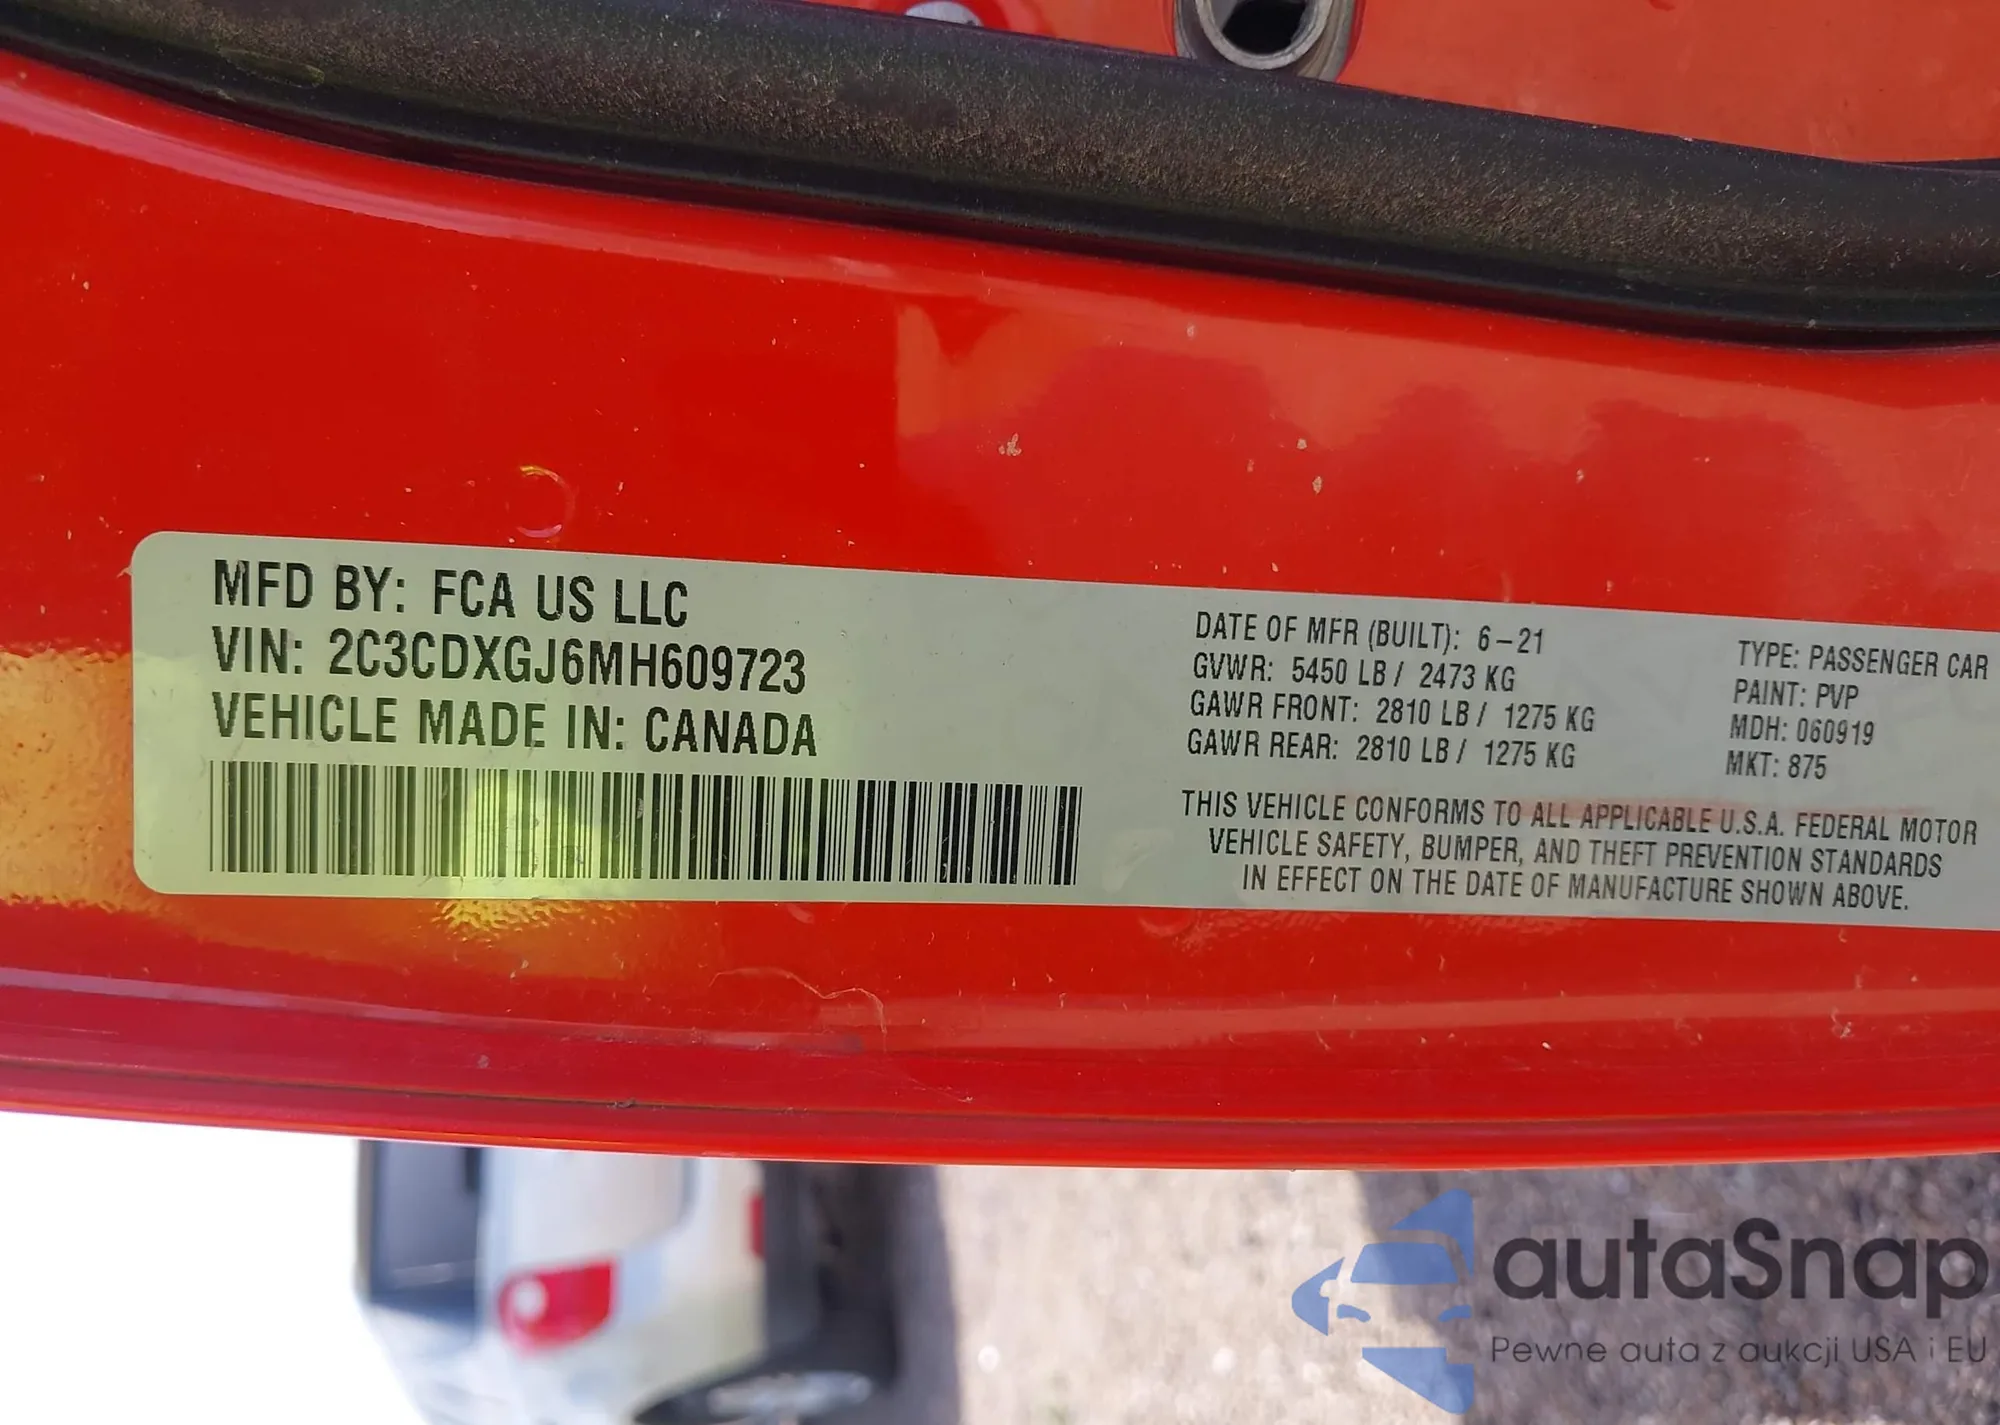 MFD BY: FCA US LLC
VIN: 2C3CDXGJ6MH609723
VEHICLE MADE IN: CANADA
DATE OF MFR (BUILT): 6-21
GVWR: 5450 LB / 2473 KG
GAWR FRONT: 2810 LB / 1275 KG
GAWR REAR: 2810 LB / 1275 KG
TYPE: PASSENGER CAR
PAINT: PVP
MDH: 060919
MKT: 875
THIS VEHICLE CONFORMS TO ALL APPLICABLE U.S.A. FEDERAL MOTOR
VEHICLE SAFETY, BUMPER, AND THEFT PREVENTION STANDARDS
IN EFFECT ON THE DATE OF MANUFACTURE SHOWN ABOVE.
autaSnap
Pewne auta z aukcji USA i EU